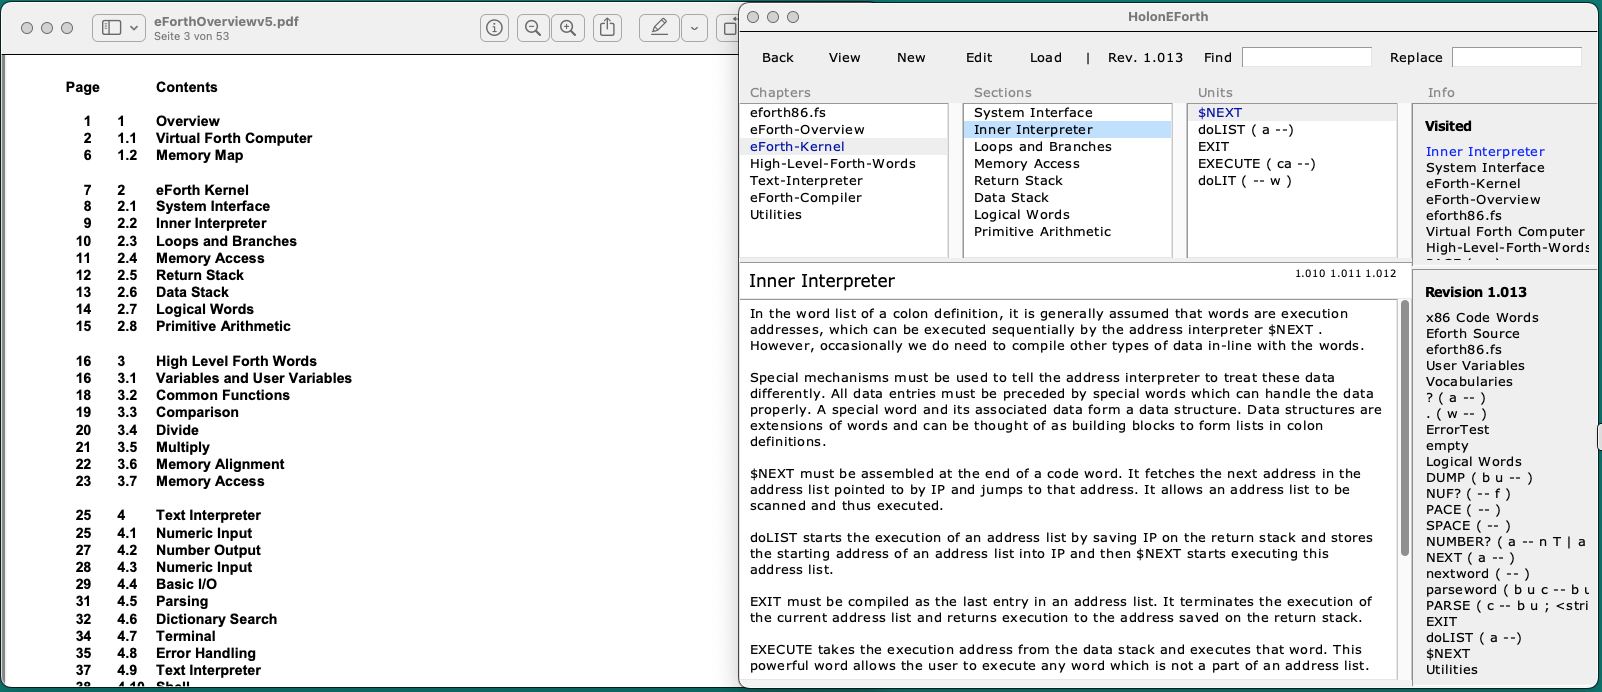 eForthOverviewv5.pdf
Seite 3 von 53
Page Contents
1 1 Overview
2 1.1 Virtual Forth Computer
6 1.2 Memory Map
7 2 eForth Kernel
8 2.1 System Interface
9 2.2 Inner Interpreter
10 2.3 Loops and Branches
11 2.4 Memory Access
12 2.5 Return Stack
13 2.6 Data Stack
14 2.7 Logical Words
15 2.8 Primitive Arithmetic
16 3 High Level Forth Words
16 3.1 Variables and User Variables
18 3.2 Common Functions
19 3.3 Comparison
20 3.4 Divide
21 3.5 Multiply
22 3.6 Memory Alignment
23 3.7 Memory Access
25 4 Text Interpreter
25 4.1 Numeric Input
27 4.2 Number Output
28 4.3 Numeric Input
29 4.4 Basic I/O
31 4.5 Parsing
32 4.6 Dictionary Search
34 4.7 Terminal
35 4.8 Error Handling
37 4.9 Text Interpreter
38 4.10 Shell
HolonEForth
Back View New Edit Load | Rev. 1.013 Find Replace
Chapters
eforth86.fs
eForth-Overview
eForth-Kernel
High-Level-Forth-Words
Text-Interpreter
eForth-Compiler
Utilities
Sections
System Interface
Inner Interpreter
Loops and Branches
Memory Access
Return Stack
Data Stack
Logical Words
Primitive Arithmetic
Units
$NEXT
doLIST ( a --)
EXIT
EXECUTE ( ca --)
doLIT ( -- w )
Info
Visited
Inner Interpreter
System Interface
eForth-Kernel
eForth-Overview
eforth86.fs
Virtual Forth Computer
High-Level-Forth-Words
Inner Interpreter
1.010 1.011 1.012
In the word list of a colon definition, it is generally assumed that words are execution
addresses, which can be executed sequentially by the address interpreter $NEXT .
However, occasionally we do need to compile other types of data in-line with the words.
Special mechanisms must be used to tell the address interpreter to treat these data
differently. All data entries must be preceded by special words which can handle the data
properly. A special word and its associated data form a data structure. Data structures are
extensions of words and can be thought of as building blocks to form lists in colon
definitions.
$NEXT must be assembled at the end of a code word. It fetches the next address in the
address list pointed to by IP and jumps to that address. It allows an address list to be
scanned and thus executed.
doLIST starts the execution of an address list by saving IP on the return stack and stores
the starting address of an address list into IP and then $NEXT starts executing this
address list.
EXIT must be compiled as the last entry in an address list. It terminates the execution of
the current address list and returns execution to the address saved on the return stack.
EXECUTE takes the execution address from the data stack and executes that word. This
powerful word allows the user to execute any word which is not a part of an address list.
Revision 1.013
x86 Code Words
Eforth Source
eforth86.fs
User Variables
Vocabularies
? ( a -- )
. ( w -- )
ErrorTest
empty
Logical Words
DUMP ( b u -- )
NUF? ( -- f )
PACE ( -- )
SPACE ( -- )
NUMBER? ( a -- n T | a
NEXT ( a -- )
nextword ( -- )
parseword ( b u c -- b u
PARSE ( c -- b u ; <stri
EXIT
doLIST ( a --)
$NEXT
Utilities